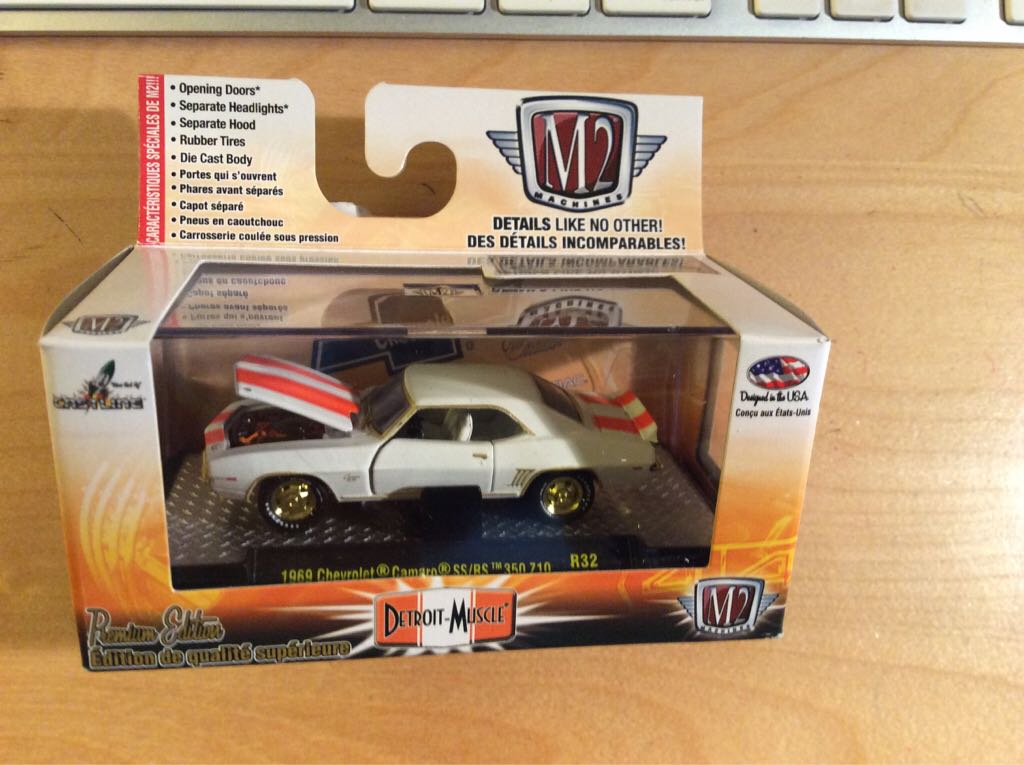 CARACTÉRISTIQUES SPÉCIALES DE M2!!!
• Opening Doors*
• Separate Headlights*
• Separate Hood
• Rubber Tires
• Die Cast Body
• Portes qui s'ouvrent
• Phares avant séparés
• Capot séparé
• Pneus en caoutchouc
• Carrosserie coulée sous pression
M2
MACHINES
DETAILS LIKE NO OTHER!
DES DÉTAILS INCOMPARABLES!
M2
CASTLINE
Designed in the USA
Conçu aux États-Unis
1969 Chevrolet® Camaro® SS/RS™ 350 Z10 R32
Premium Edition
Édition de qualité supérieure
DETROIT-MUSCLE
M2
MACHINES